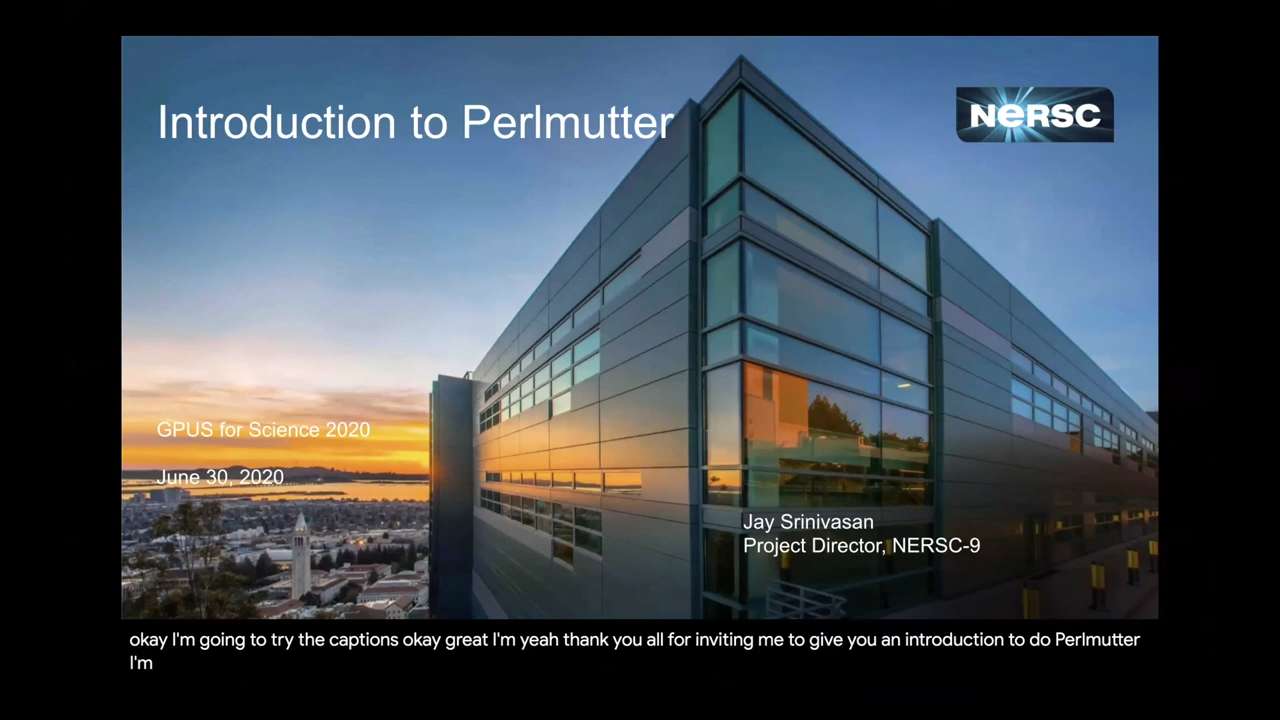 Introduction to Perlmutter
NERSC
GPUS for Science 2020
June 30, 2020
Jay Srinivasan
Project Director, NERSC-9
okay I'm going to try the captions okay great I'm yeah thank you all for inviting me to give you an introduction to do Perlmutter
I'm